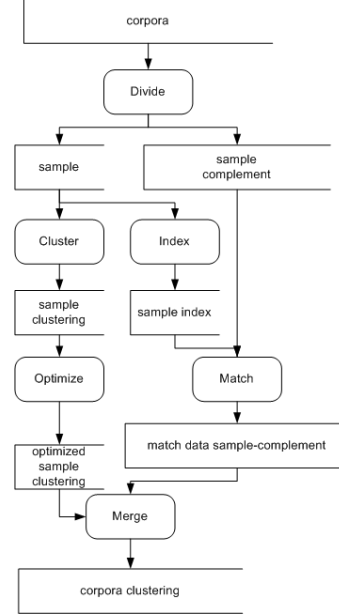 corpora
Divide
sample
sample
complement
Cluster
Index
sample
clustering
sample index
Optimize
Match
optimized
sample
clustering
match data sample-complement
Merge
corpora clustering